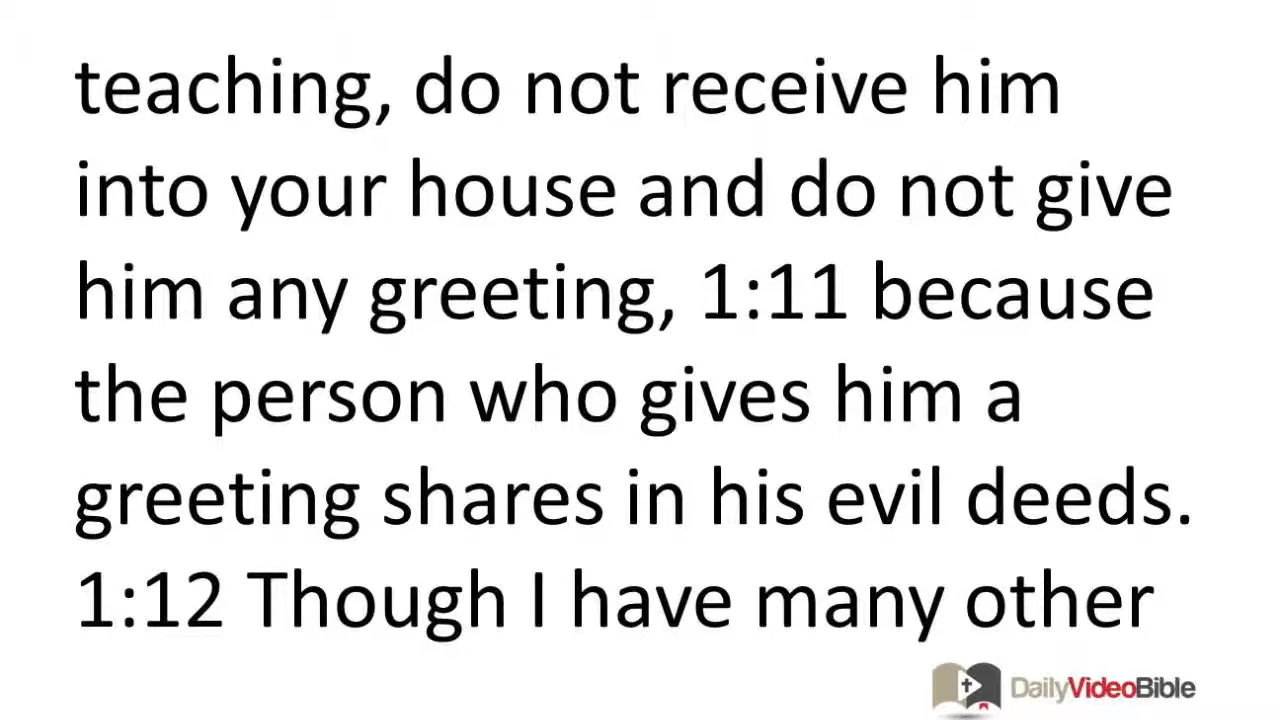 teaching, do not receive him
into your house and do not give
him any greeting, 1:11 because
the person who gives him a
greeting shares in his evil deeds.
1:12 Though I have many other
DailyVideoBible